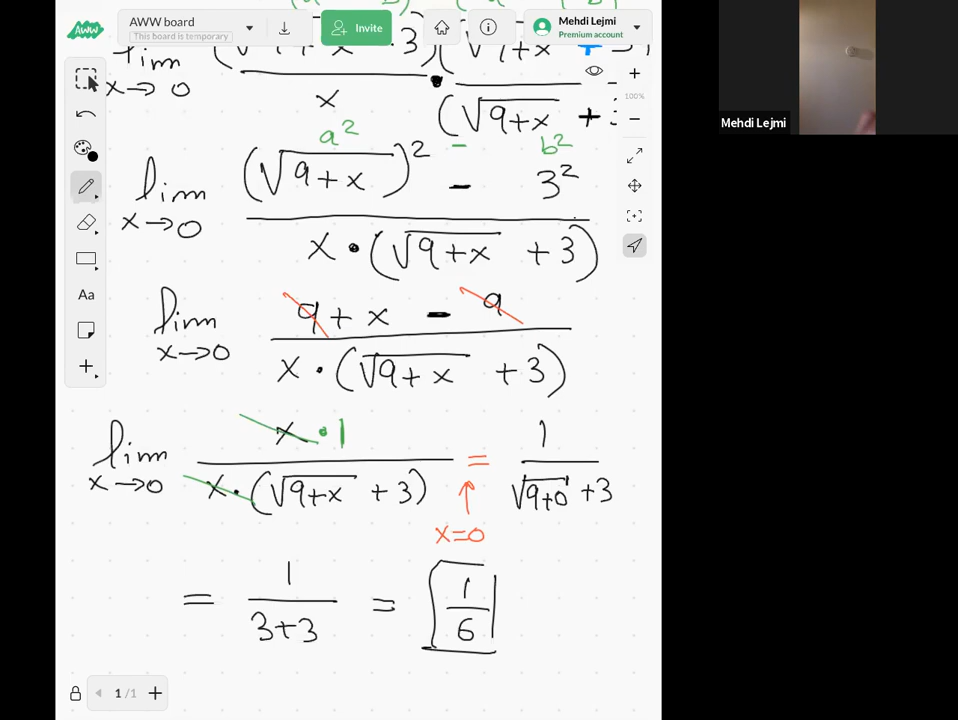 AWW
AWW board
This board is temporary
Invite
Mehdi Lejmi
Premium account
lim x→0
x
(√9+x +
100%
Mehdi Lejmi
a² - b²
lim x→0 (√9+x)² - 3²
x • (√9+x + 3)
lim x→0 9 + x - 9
x • (√9+x + 3)
Aa
lim x→0 x • 1 = 1
x • (√9+x + 3) √9+0 + 3
x=0
= 1 = 1
3+3 6
1 / 1